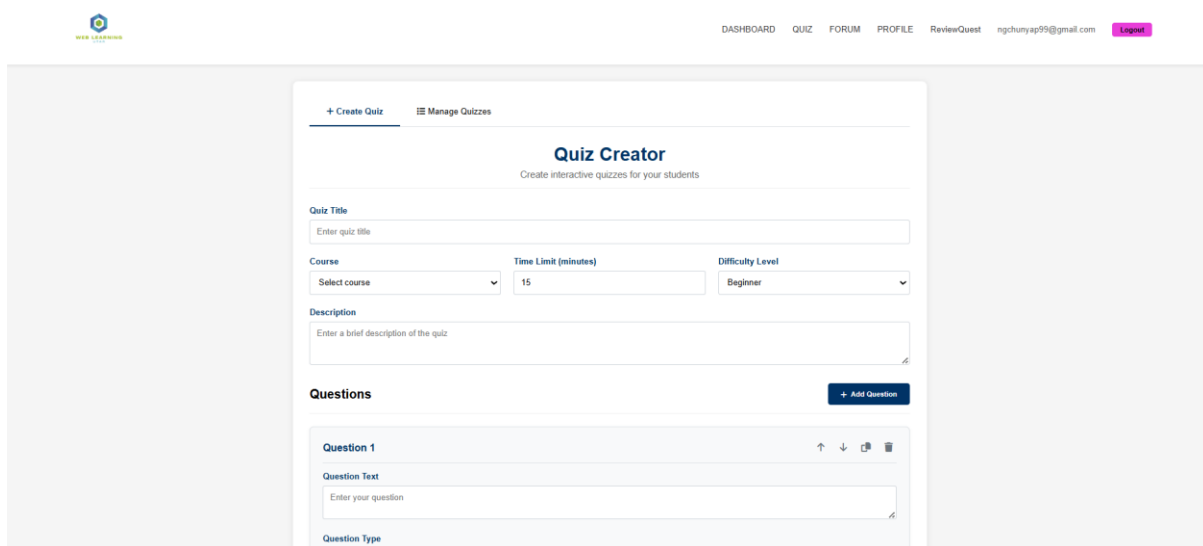 WEB LEARNING
DASHBOARD QUIZ FORUM PROFILE ReviewQuest ngchunyap99@gmail.com Logout
+ Create Quiz Manage Quizzes
Quiz Creator
Create interactive quizzes for your students
Quiz Title
Enter quiz title
Course Time Limit (minutes) Difficulty Level
Select course 15 Beginner
Description
Enter a brief description of the quiz
Questions + Add Question
Question 1
Question Text
Enter your question
Question Type